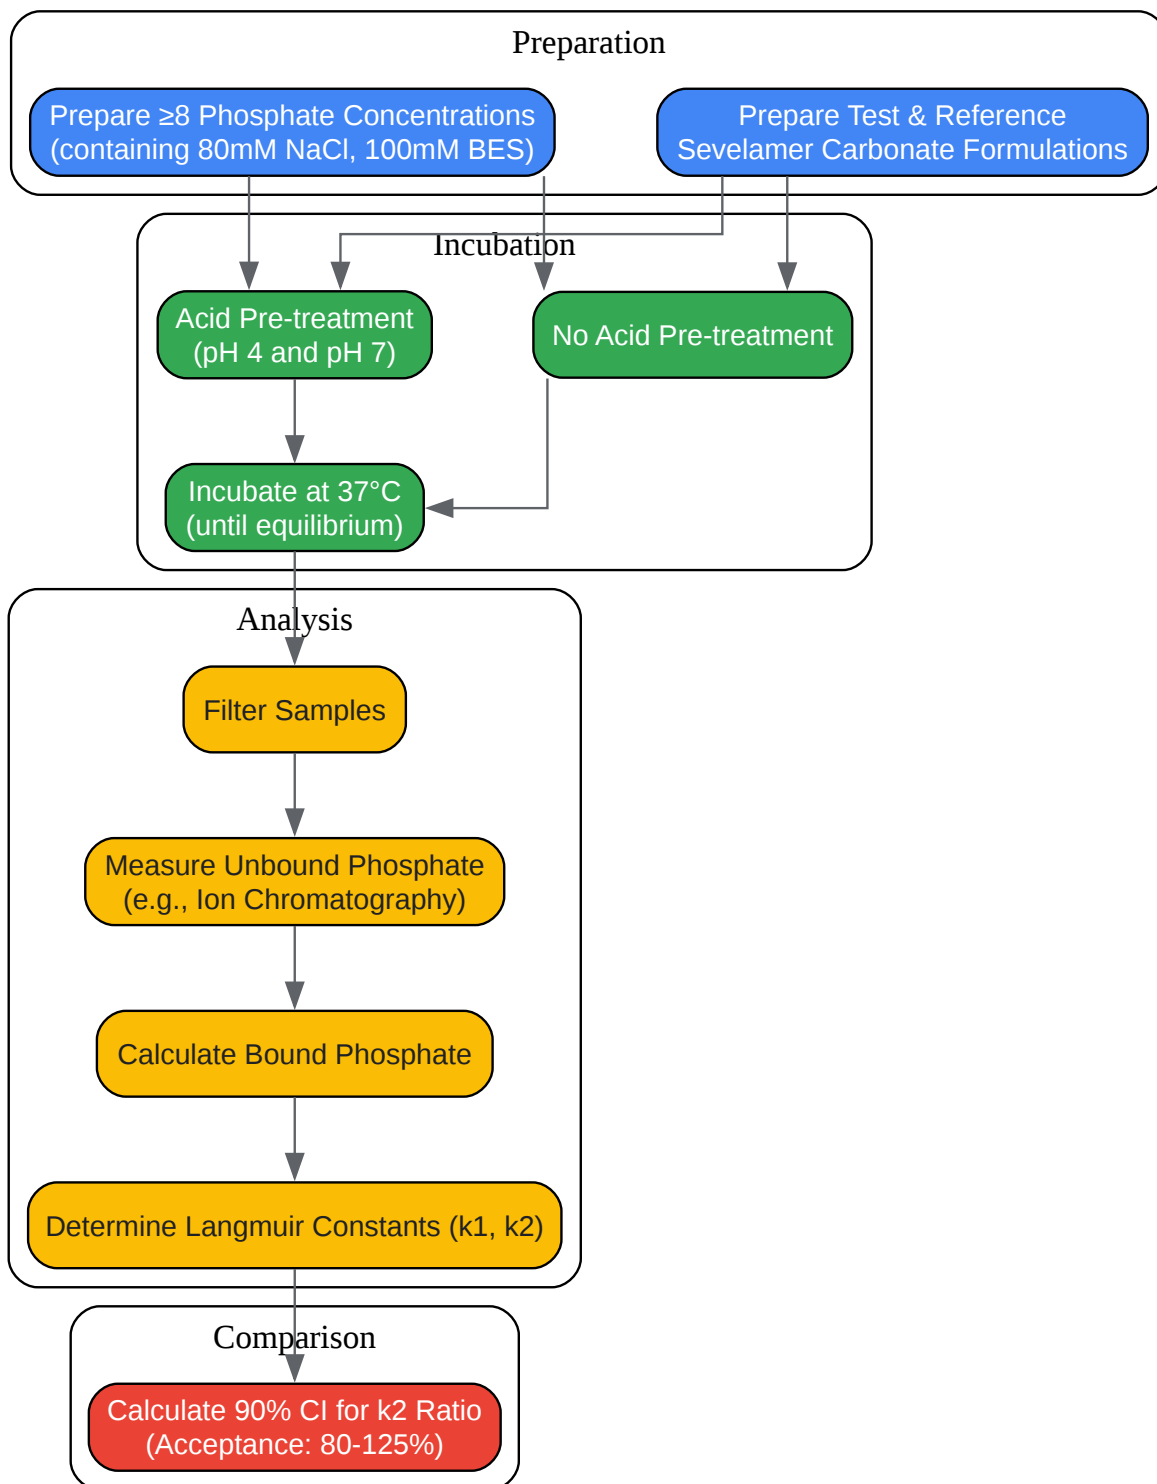 Preparation
Prepare ≥8 Phosphate Concentrations
(containing 80mM NaCl, 100mM BES)
Prepare Test & Reference
Sevelamer Carbonate Formulations
Incubation
Acid Pre-treatment
(pH 4 and pH 7)
No Acid Pre-treatment
Incubate at 37°C
(until equilibrium)
Analysis
Filter Samples
Measure Unbound Phosphate
(e.g., Ion Chromatography)
Calculate Bound Phosphate
Determine Langmuir Constants (k1, k2)
Comparison
Calculate 90% CI for k2 Ratio
(Acceptance: 80-125%)